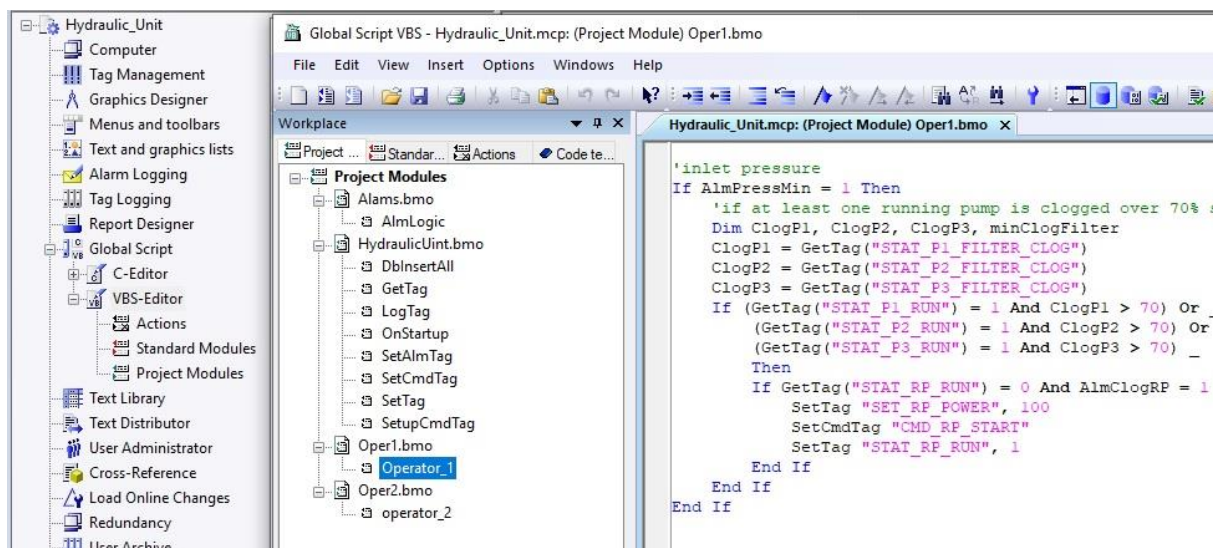 Hydraulic_Unit
Computer
Tag Management
Graphics Designer
Menus and toolbars
Text and graphics lists
Alarm Logging
Tag Logging
Report Designer
Global Script
C-Editor
VBS-Editor
Actions
Standard Modules
Project Modules
Text Library
Text Distributor
User Administrator
Cross-Reference
Load Online Changes
Redundancy
User Archive
Global Script VBS - Hydraulic_Unit.mcp: (Project Module) Oper1.bmo
File Edit View Insert Options Windows Help
Workplace
Project ... Standar... Actions Code te...
Project Modules
Alams.bmo
AlmLogic
HydraulicUint.bmo
DbInsertAll
GetTag
LogTag
OnStartup
SetAlmTag
SetCmdTag
SetTag
SetupCmdTag
Oper1.bmo
Operator_1
Oper2.bmo
operator_2
Hydraulic_Unit.mcp: (Project Module) Oper1.bmo
'inlet pressure
If AlmPressMin = 1 Then
'if at least one running pump is clogged over 70%
Dim ClogP1, ClogP2, ClogP3, minClogFilter
ClogP1 = GetTag("STAT_P1_FILTER_CLOG")
ClogP2 = GetTag("STAT_P2_FILTER_CLOG")
ClogP3 = GetTag("STAT_P3_FILTER_CLOG")
If (GetTag("STAT_P1_RUN") = 1 And ClogP1 > 70) Or _
(GetTag("STAT_P2_RUN") = 1 And ClogP2 > 70) Or
(GetTag("STAT_P3_RUN") = 1 And ClogP3 > 70) _
Then
If GetTag("STAT_RP_RUN") = 0 And AlmClogRP = 1
SetTag "SET_RP_POWER", 100
SetCmdTag "CMD_RP_START"
SetTag "STAT_RP_RUN", 1
End If
End If
End If